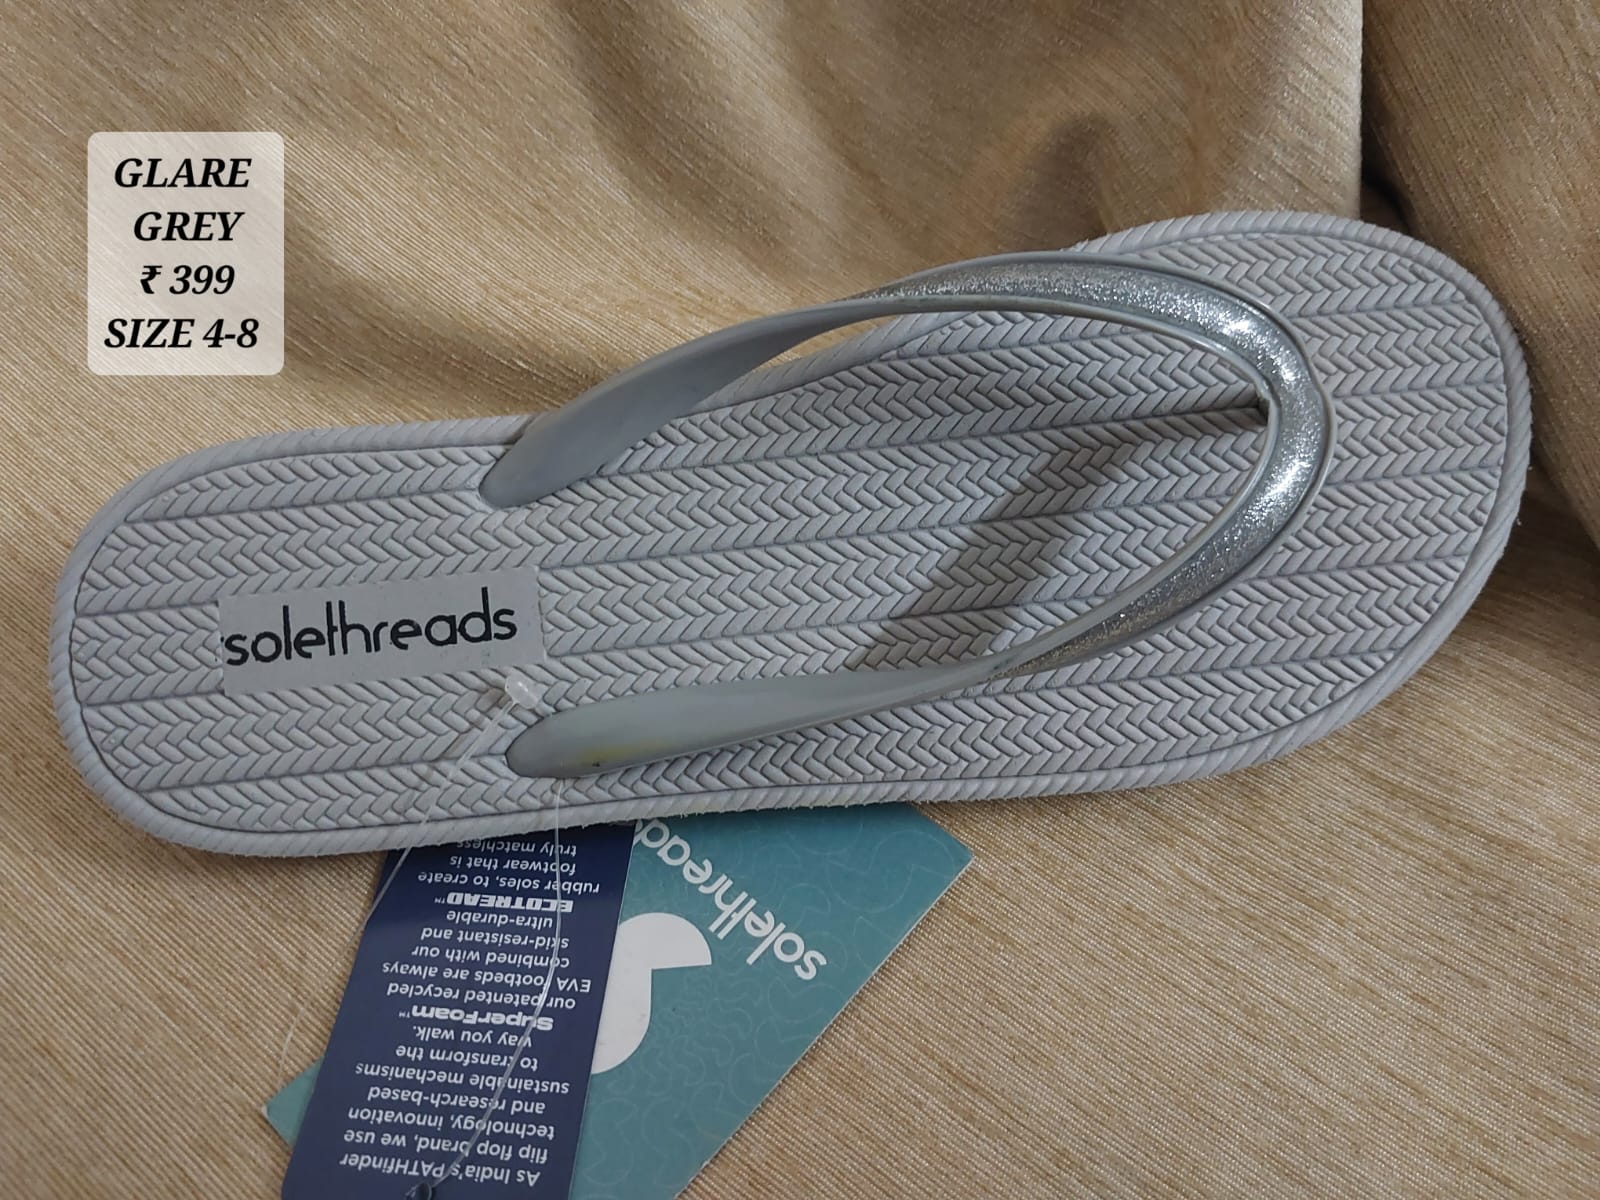 GLARE
GREY
₹ 399
SIZE 4-8
solethreads
solethread
As India's PATHfinder
flip flop brand, we use
technology, innovation
and research-based
sustainable mechanisms
to transform the
way you walk.
SuperFoam™
our patented recycled
EVA footbeds are always
combined with our
skid-resistant and
ultra-durable
ECOTREAD™
rubber soles, to create
footwear that is
truly matchless